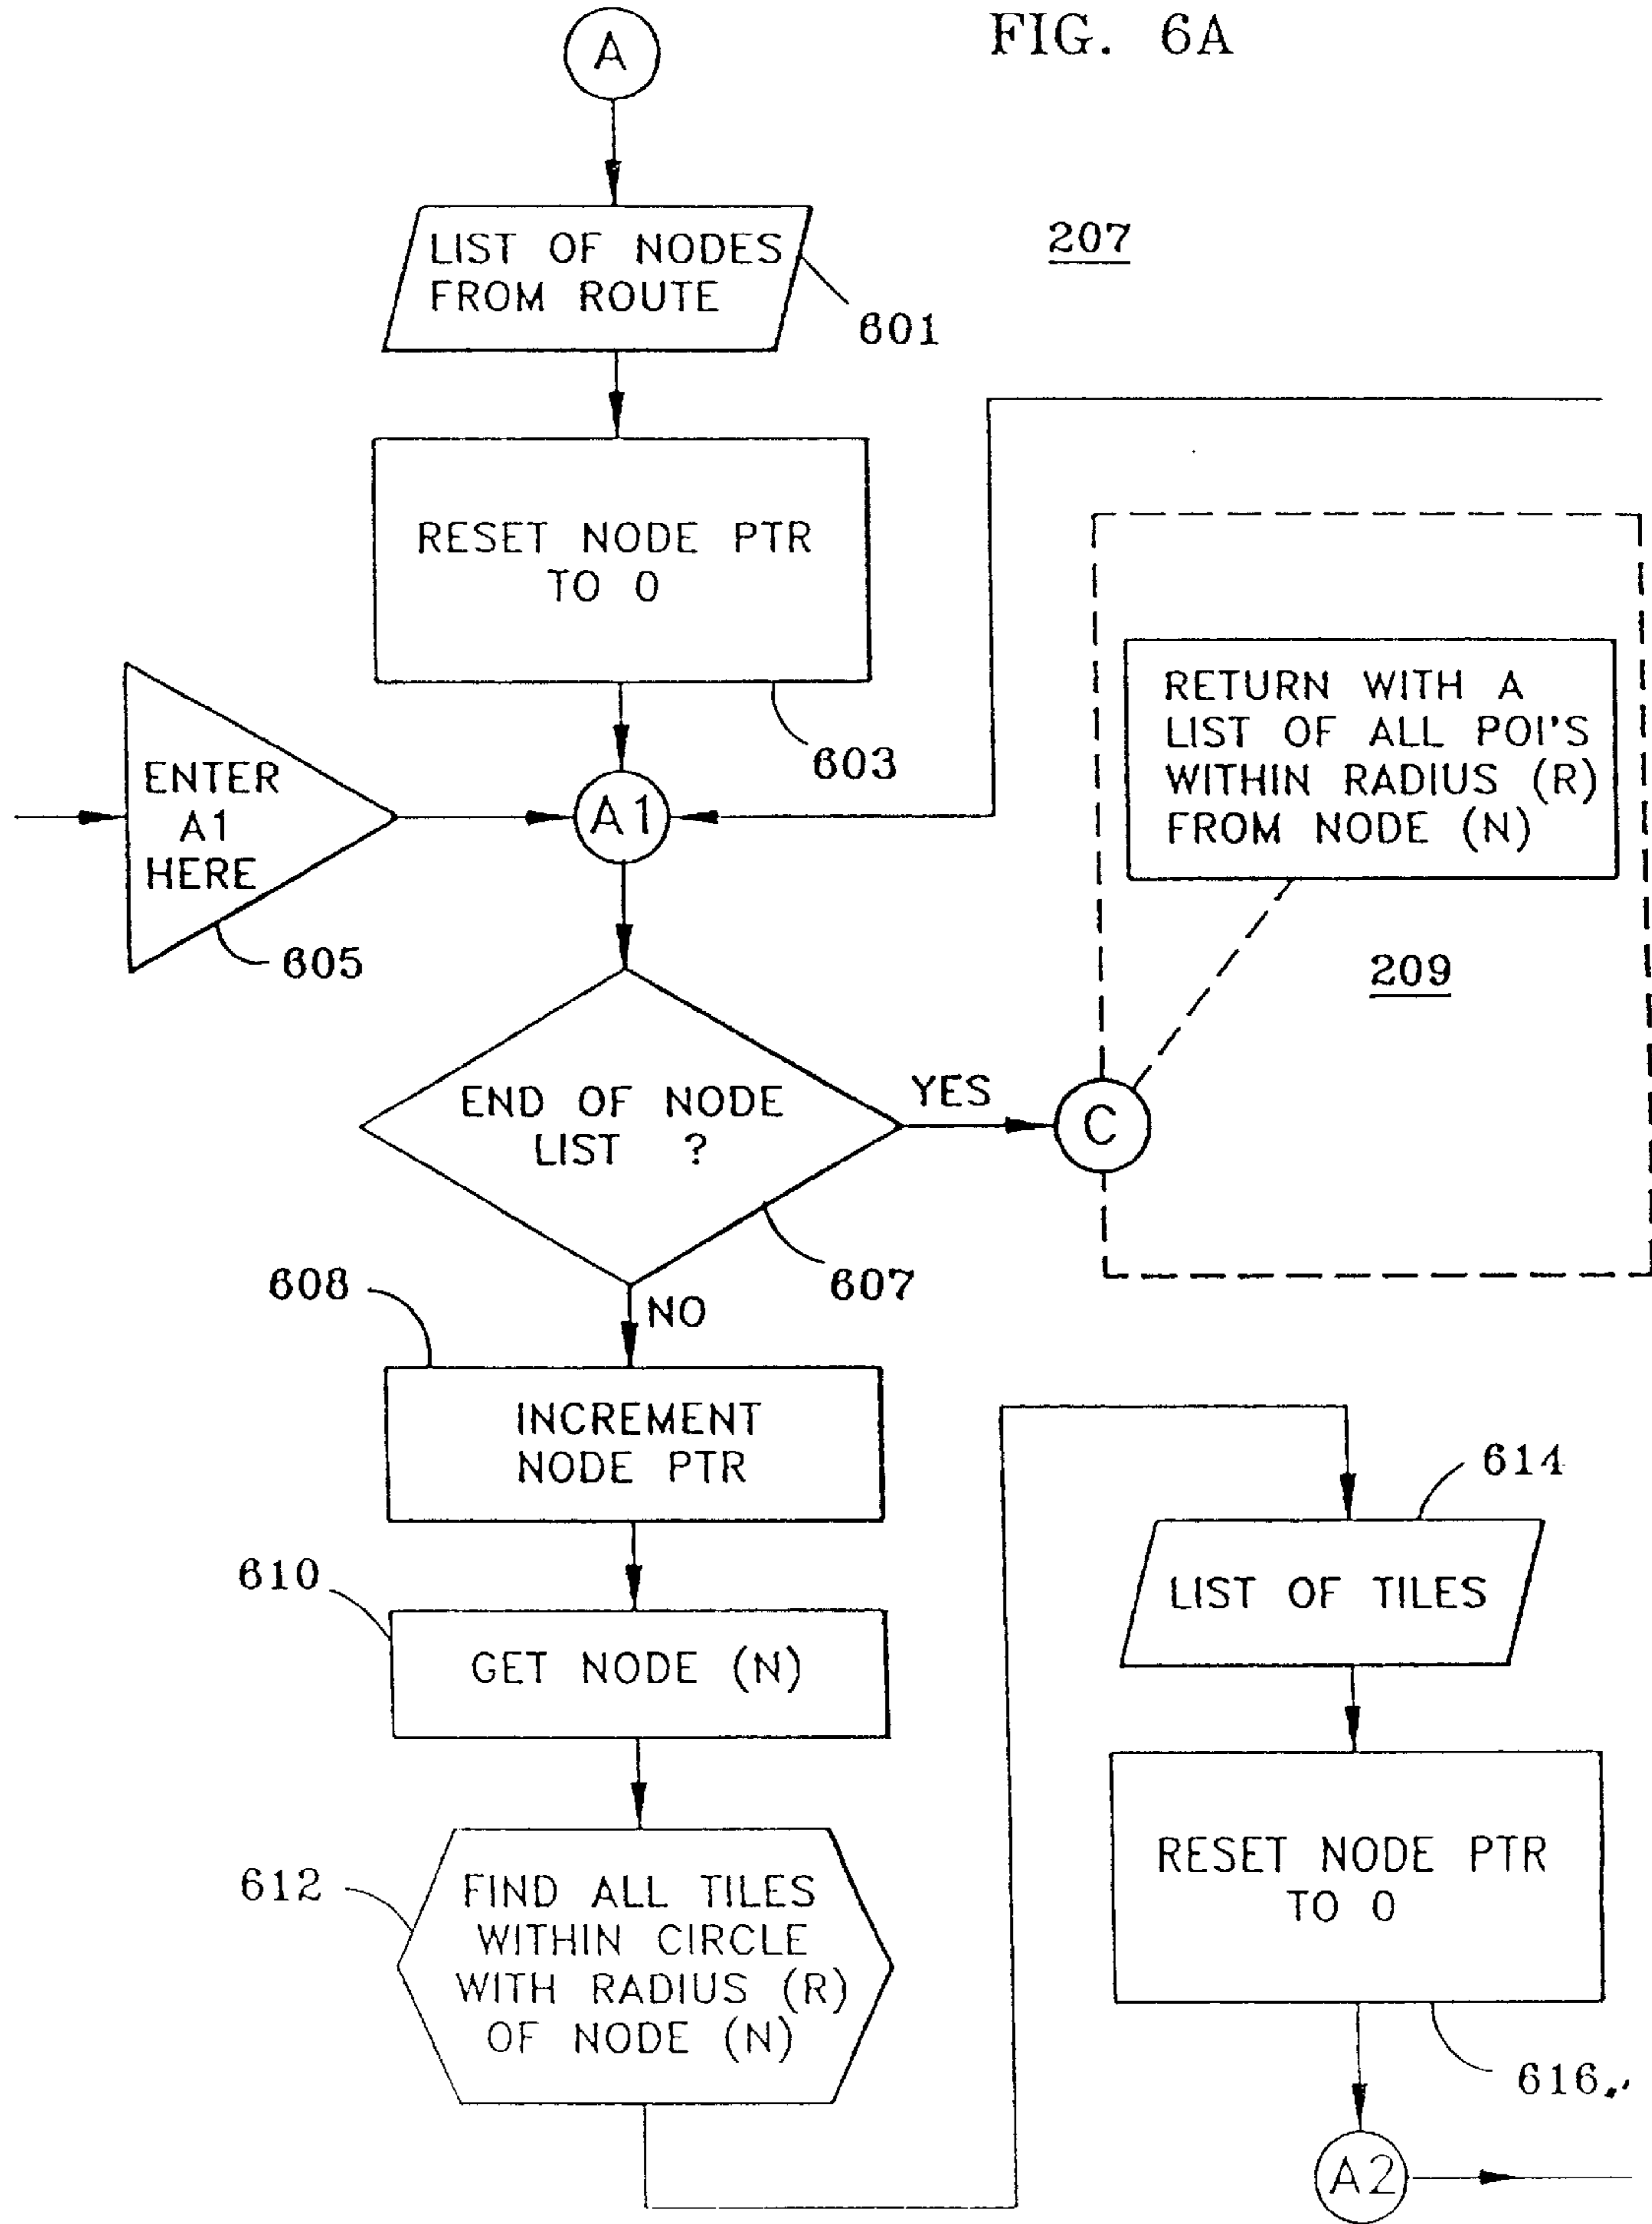 FIG. 6A
A
LIST OF NODES
FROM ROUTE
601
207
RESET NODE PTR
TO 0
603
ENTER
A1
HERE
605
A1
RETURN WITH A
LIST OF ALL POI'S
WITHIN RADIUS (R)
FROM NODE (N)
209
END OF NODE
LIST ?
607
YES
C
NO
608
INCREMENT
NODE PTR
610
GET NODE (N)
612
FIND ALL TILES
WITHIN CIRCLE
WITH RADIUS (R)
OF NODE (N)
614
LIST OF TILES
RESET NODE PTR
TO 0
616
A2